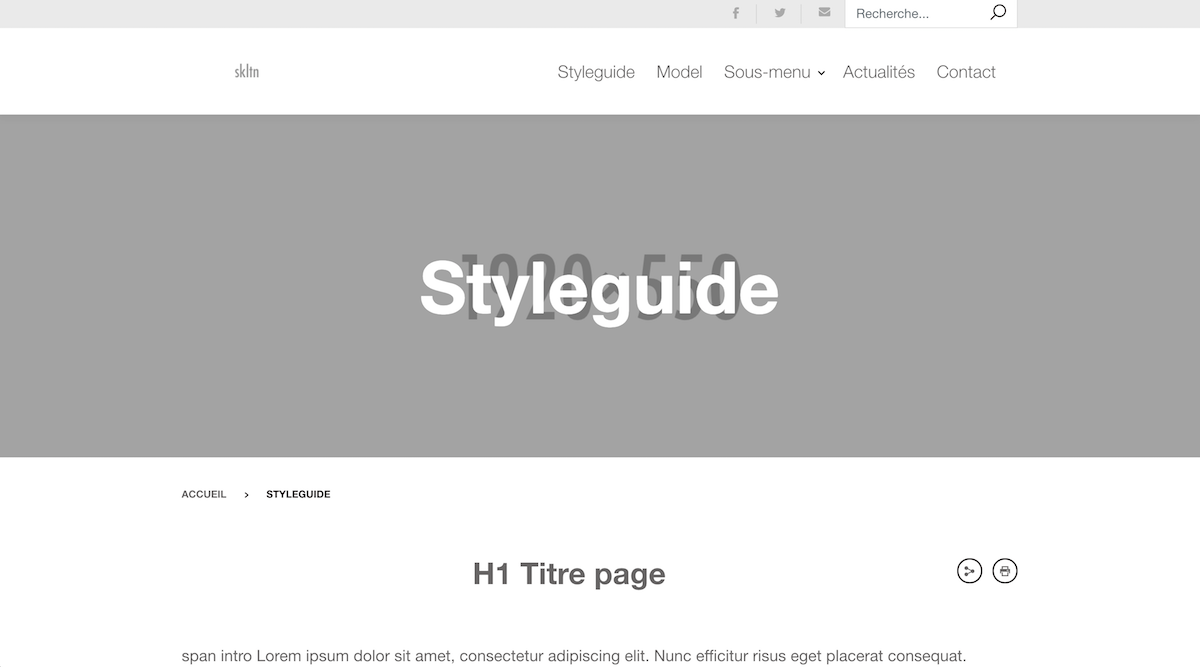 Recherche...
skltn
Styleguide Model Sous-menu Actualités Contact
1920×550
Styleguide
ACCUEIL > STYLEGUIDE
H1 Titre page
span intro Lorem ipsum dolor sit amet, consectetur adipiscing elit. Nunc efficitur risus eget placerat consequat.